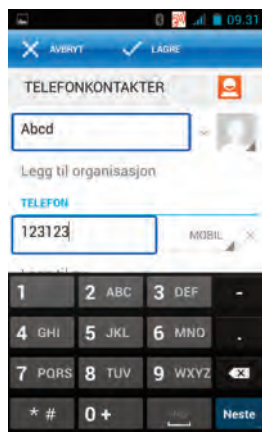 09.31
AVBRYT LAGRE
TELEFONKONTAKTER
Abcd
Legg til organisasjon
TELEFON
123123 MOBIL
1 2 ABC 3 DEF -
4 GHI 5 JKL 6 MNO .
7 PQRS 8 TUV 9 WXYZ
* # 0 + Neste